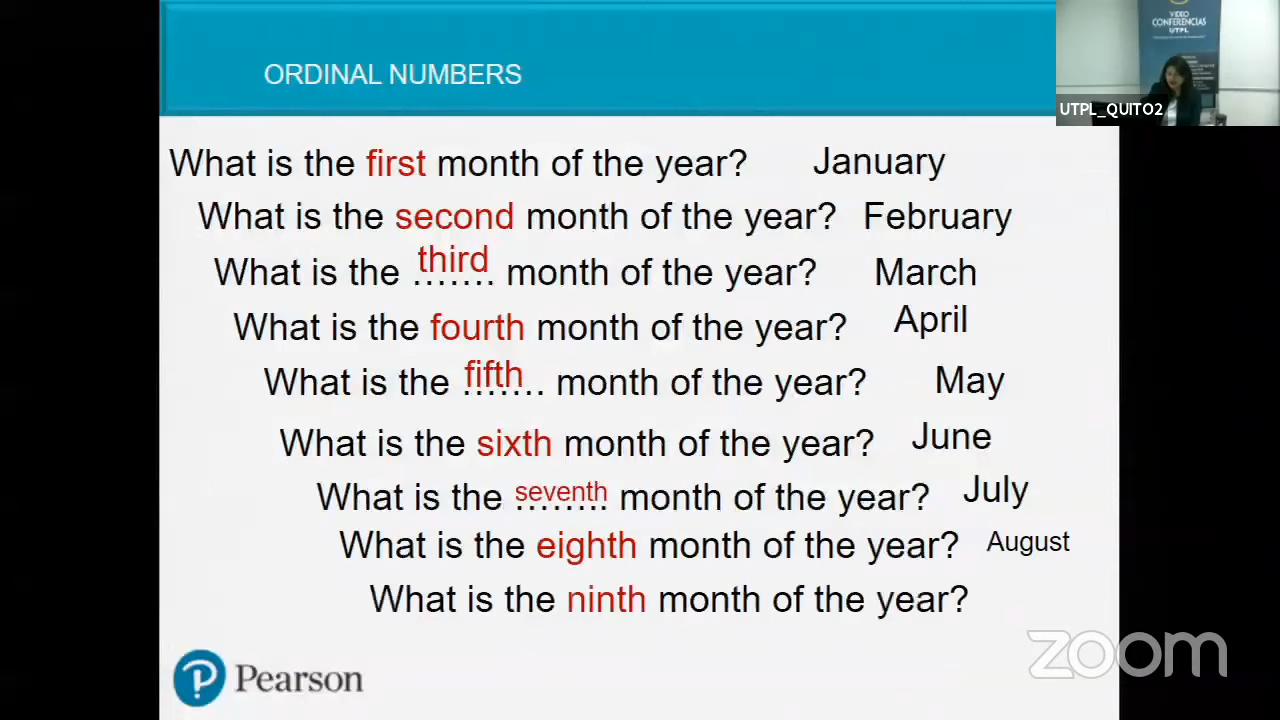 ORDINAL NUMBERS
VIDEO
CONFERENCIAS
UTPL
UTPL_QUITO2
What is the first month of the year? January
What is the second month of the year? February
What is the third ....... month of the year? March
What is the fourth month of the year? April
What is the fifth ....... month of the year? May
What is the sixth month of the year? June
What is the seventh ........ month of the year? July
What is the eighth month of the year? August
What is the ninth month of the year?
Pearson
zoom